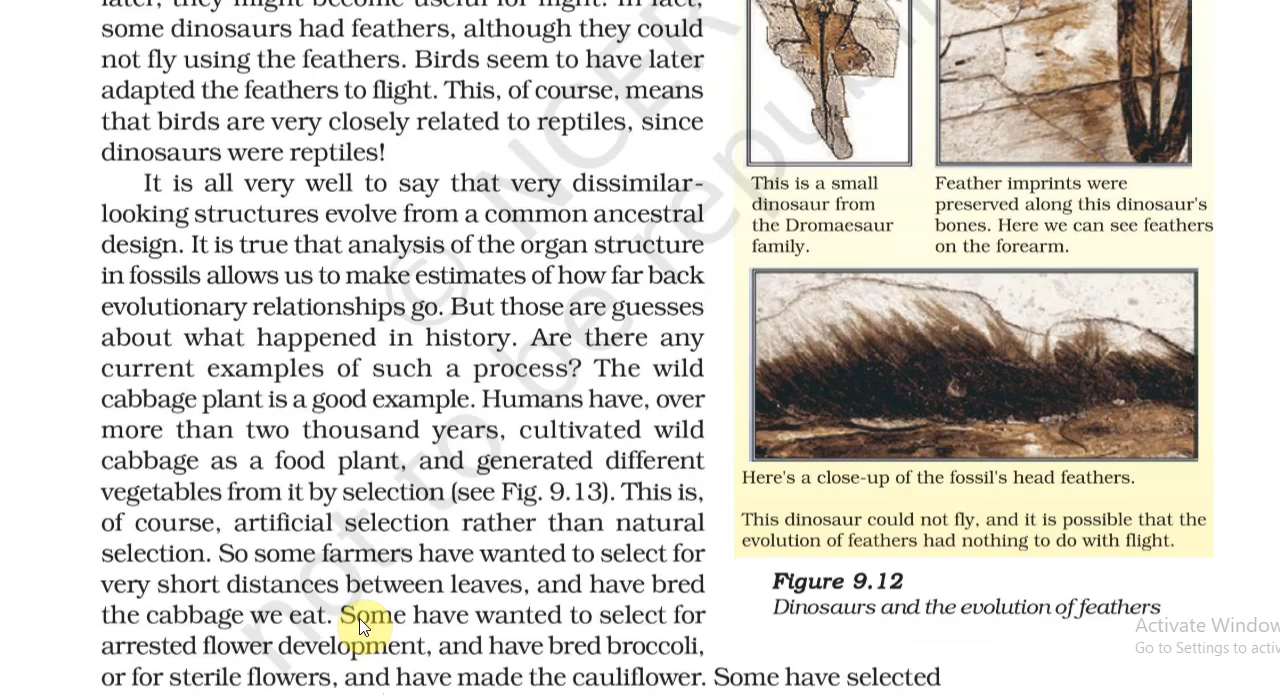 later, they might become useful for flight. In fact,
some dinosaurs had feathers, although they could
not fly using the feathers. Birds seem to have later
adapted the feathers to flight. This, of course, means
that birds are very closely related to reptiles, since
dinosaurs were reptiles!
It is all very well to say that very dissimilar-
looking structures evolve from a common ancestral
design. It is true that analysis of the organ structure
in fossils allows us to make estimates of how far back
evolutionary relationships go. But those are guesses
about what happened in history. Are there any
current examples of such a process? The wild
cabbage plant is a good example. Humans have, over
more than two thousand years, cultivated wild
cabbage as a food plant, and generated different
vegetables from it by selection (see Fig. 9.13). This is,
of course, artificial selection rather than natural
selection. So some farmers have wanted to select for
very short distances between leaves, and have bred
the cabbage we eat. Some have wanted to select for
arrested flower development, and have bred broccoli,
or for sterile flowers, and have made the cauliflower. Some have selected
This is a small
dinosaur from
the Dromaesaur
family.
Feather imprints were
preserved along this dinosaur's
bones. Here we can see feathers
on the forearm.
Here's a close-up of the fossil's head feathers.
This dinosaur could not fly, and it is possible that the
evolution of feathers had nothing to do with flight.
Figure 9.12
Dinosaurs and the evolution of feathers
© NCER
not to be republ
Activate Window
Go to Settings to activ